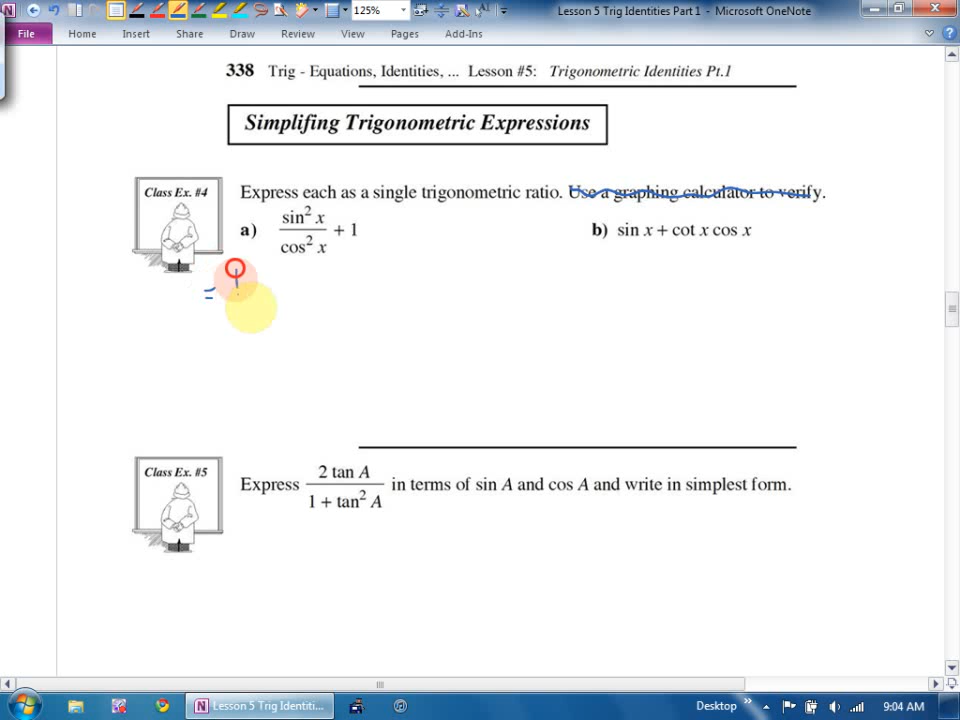 125%
Lesson 5 Trig Identities Part 1 - Microsoft OneNote
File Home Insert Share Draw Review View Pages Add-Ins
338 Trig - Equations, Identities, ... Lesson #5: Trigonometric Identities Pt.1
Simplifing Trigonometric Expressions
Class Ex. #4
Express each as a single trigonometric ratio. Use a graphing calculator to verify.
a) sin² x / cos² x + 1
b) sin x + cot x cos x
=
Class Ex. #5
Express 2 tan A / 1 + tan² A in terms of sin A and cos A and write in simplest form.
Lesson 5 Trig Identiti...
Desktop
9:04 AM